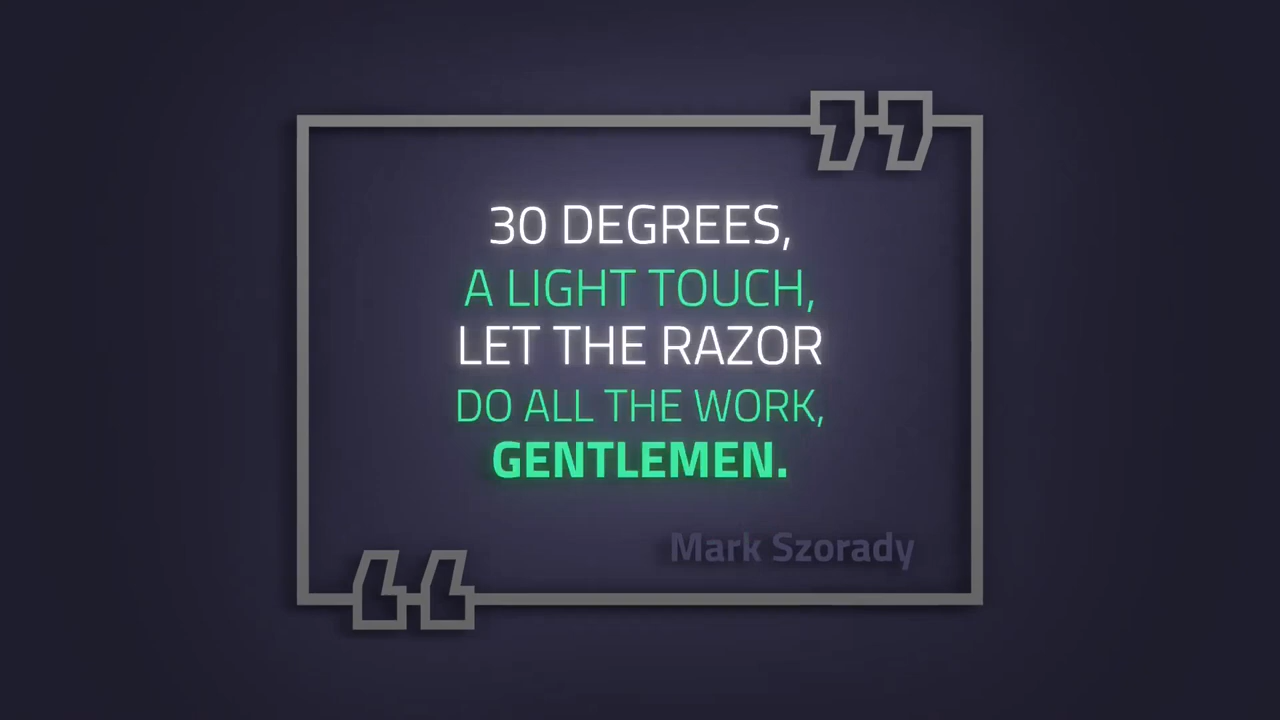 30 DEGREES,
A LIGHT TOUCH,
LET THE RAZOR
DO ALL THE WORK,
GENTLEMEN.
Mark Szorady